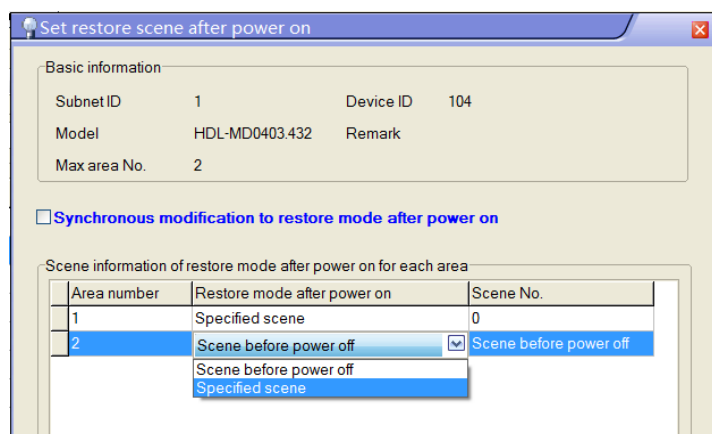 Set restore scene after power on
Basic information
Subnet ID 1 Device ID 104
Model HDL-MD0403.432 Remark
Max area No. 2
Synchronous modification to restore mode after power on
Scene information of restore mode after power on for each area
Area number Restore mode after power on Scene No.
1 Specified scene 0
2 Scene before power off Scene before power off
Scene before power off
Specified scene